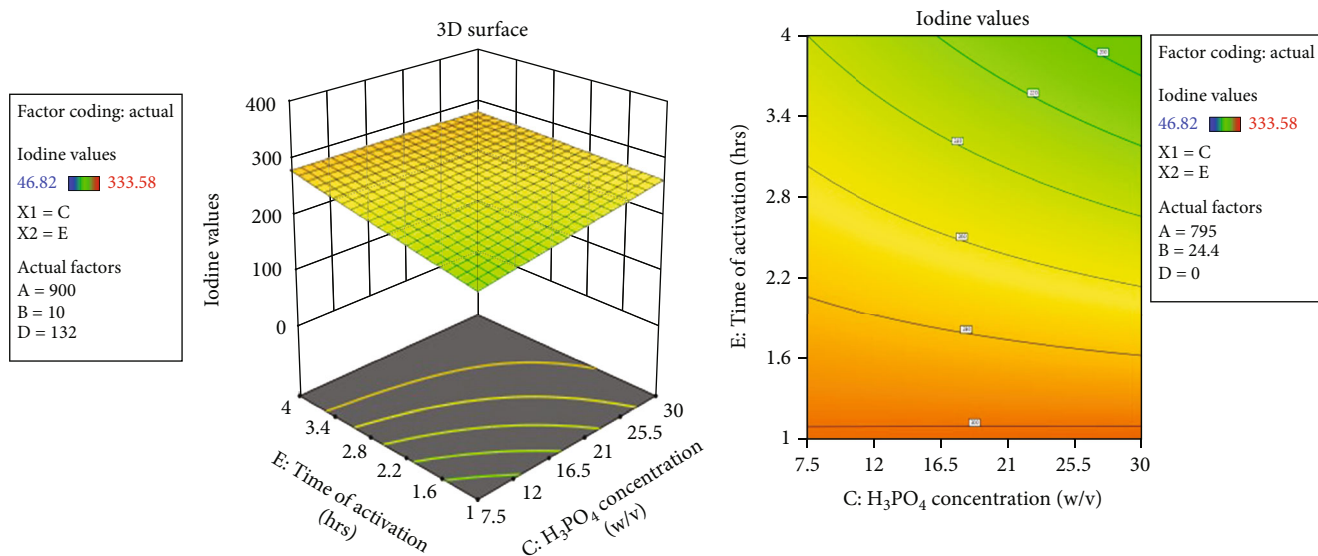 3D surface
Factor coding: actual
Iodine values
46.82 333.58
X1 = C
X2 = E
Actual factors
A = 900
B = 10
D = 132
Iodine values
400
300
200
100
0
4
3.4
2.8
2.2
1.6
1
E: Time of activation
(hrs)
7.5
12
16.5
21
25.5
30
C: H₃PO₄ concentration
(w/v)
Iodine values
E: Time of activation (hrs)
4
3.4
2.8
2.2
1.6
1
7.5
12
16.5
21
25.5
30
C: H₃PO₄ concentration (w/v)
Factor coding: actual
Iodine values
46.82 333.58
X1 = C
X2 = E
Actual factors
A = 795
B = 24.4
D = 0